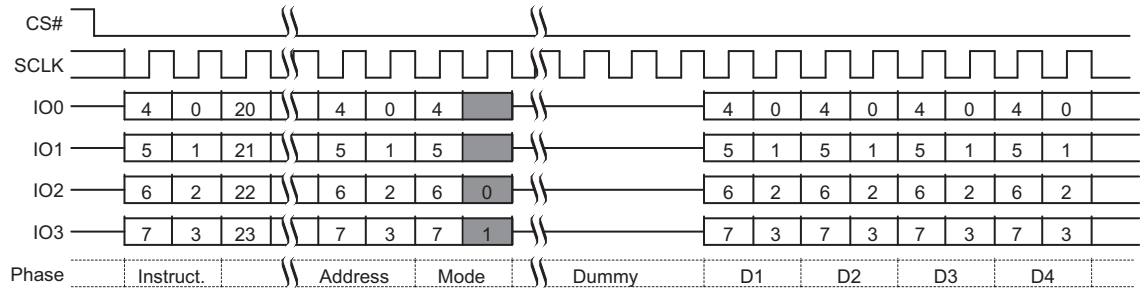 CS#
SCLK
IO0 4 0 20 4 0 4 4 0 4 0 4 0 4 0
IO1 5 1 21 5 1 5 5 1 5 1 5 1 5 1
IO2 6 2 22 6 2 6 0 6 2 6 2 6 2 6 2
IO3 7 3 23 7 3 7 1 7 3 7 3 7 3 7 3
Phase Instruct. Address Mode Dummy D1 D2 D3 D4